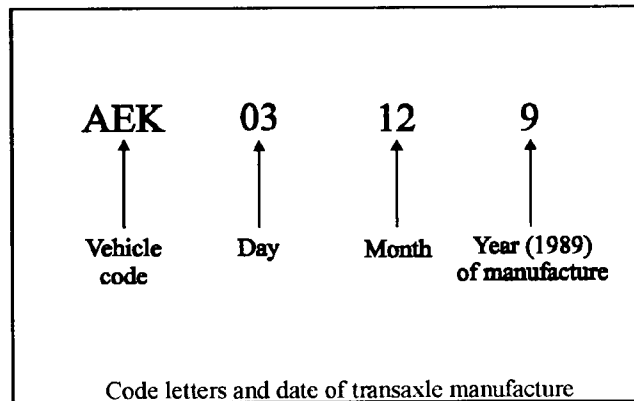 AEK 03 12 9
Vehicle code Day Month Year (1989) of manufacture
Code letters and date of transaxle manufacture